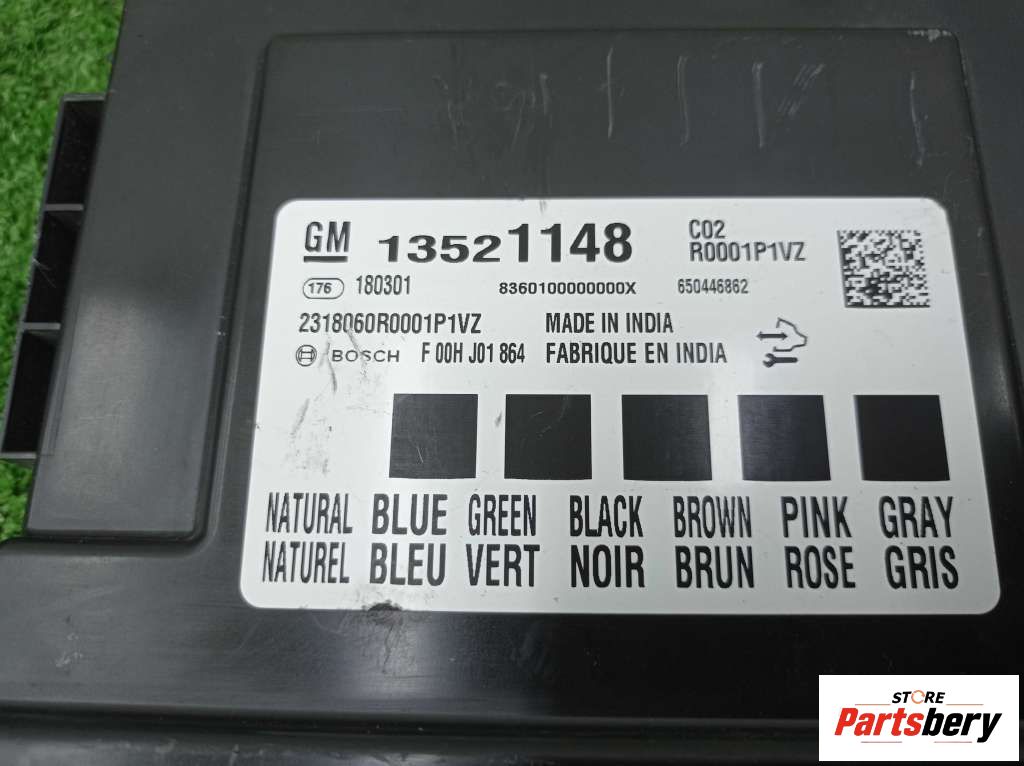 GM 13521148 C02
R0001P1VZ
176 180301 8360100000000X 650446862
2318060R0001P1VZ MADE IN INDIA
BOSCH F 00H J01 864 FABRIQUE EN INDIA
NATURAL BLUE GREEN BLACK BROWN PINK GRAY
NATUREL BLEU VERT NOIR BRUN ROSE GRIS
STORE
Partsbery